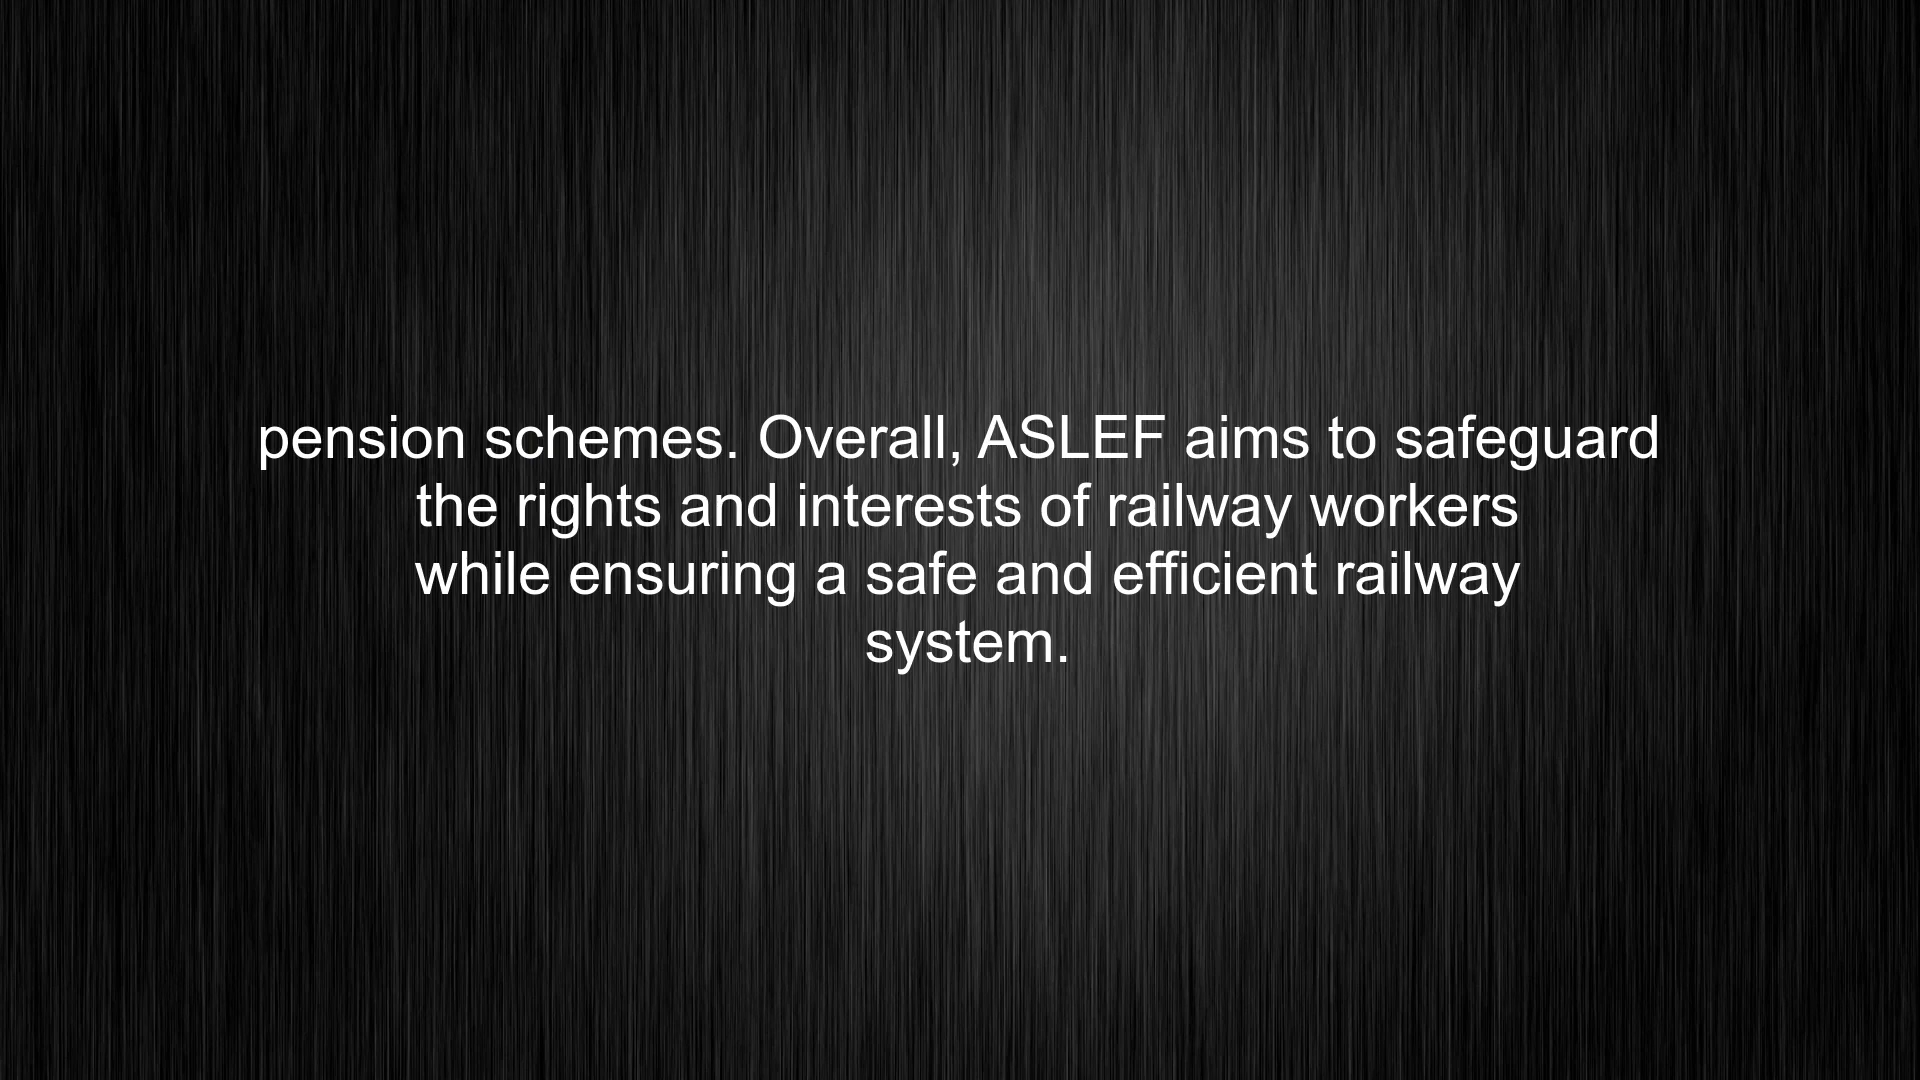 pension schemes. Overall, ASLEF aims to safeguard
the rights and interests of railway workers
while ensuring a safe and efficient railway
system.